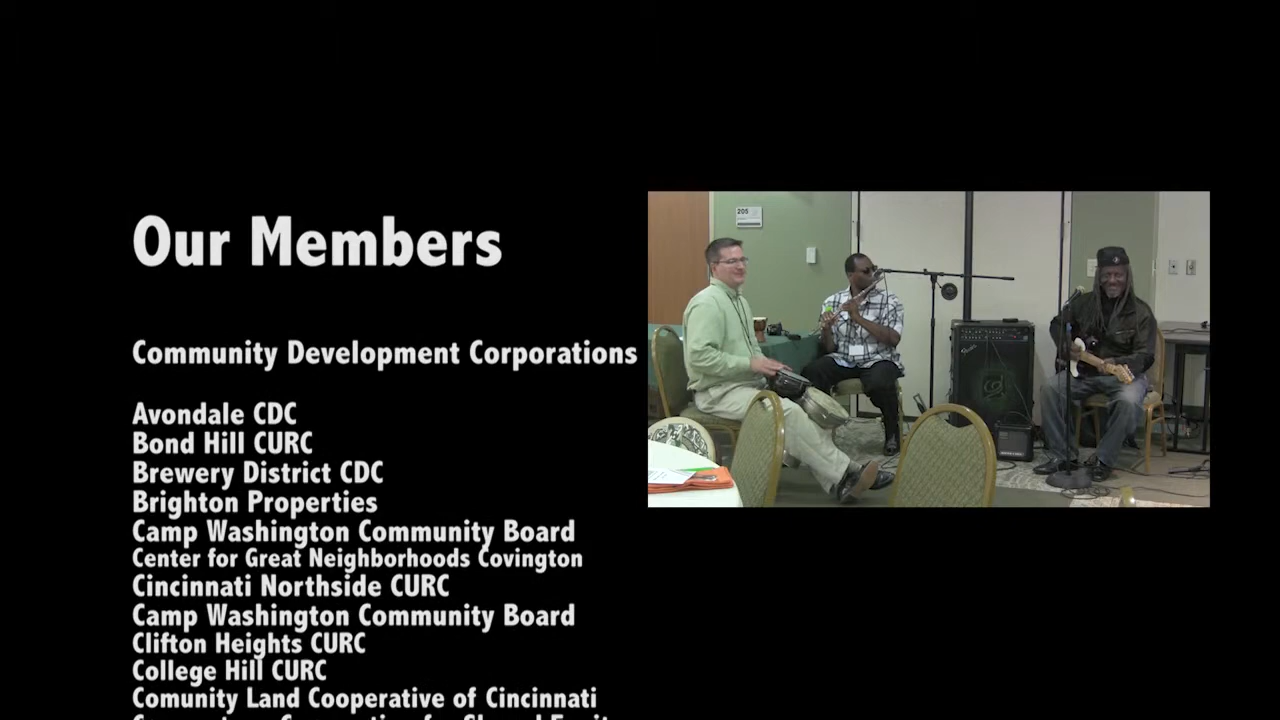 Our Members
Community Development Corporations
Avondale CDC
Bond Hill CURC
Brewery District CDC
Brighton Properties
Camp Washington Community Board
Center for Great Neighborhoods Covington
Cincinnati Northside CURC
Camp Washington Community Board
Clifton Heights CURC
College Hill CURC
Comunity Land Cooperative of Cincinnati
205